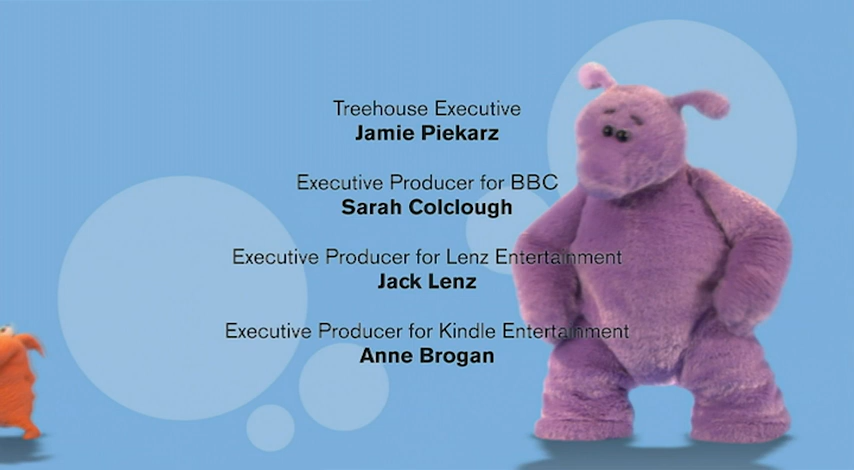 Treehouse Executive
Jamie Piekarz
Executive Producer for BBC
Sarah Colclough
Executive Producer for Lenz Entertainment
Jack Lenz
Executive Producer for Kindle Entertainment
Anne Brogan